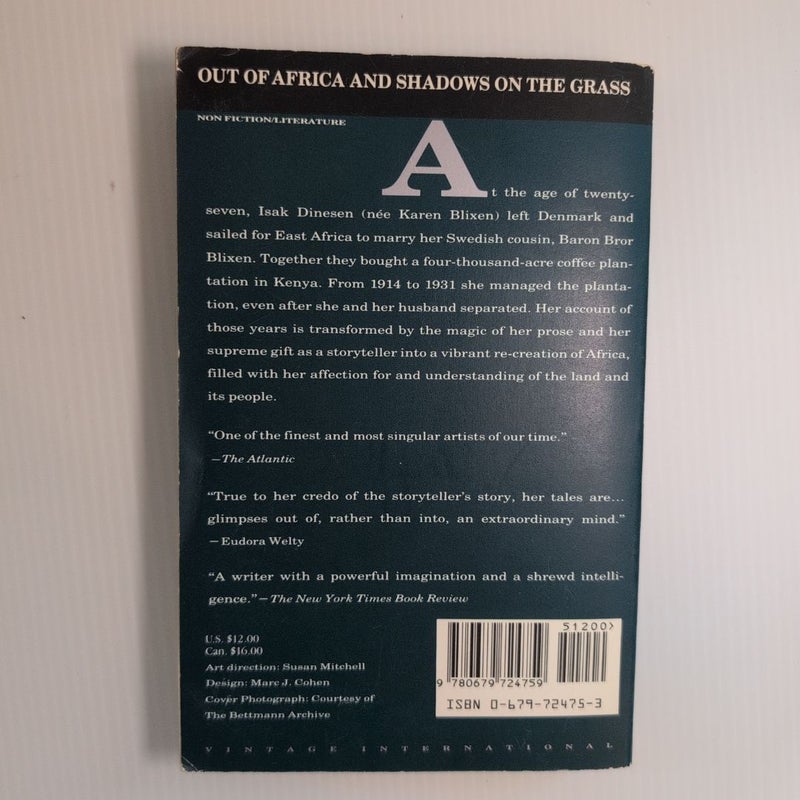 OUT OF AFRICA AND SHADOWS ON THE GRASS
NON FICTION/LITERATURE
At the age of twenty-
seven, Isak Dinesen (née Karen Blixen) left Denmark and
sailed for East Africa to marry her Swedish cousin, Baron Bror
Blixen. Together they bought a four-thousand-acre coffee plan-
tation in Kenya. From 1914 to 1931 she managed the planta-
tion, even after she and her husband separated. Her account of
those years is transformed by the magic of her prose and her
supreme gift as a storyteller into a vibrant re-creation of Africa,
filled with her affection for and understanding of the land and
its people.
“One of the finest and most singular artists of our time.”
—The Atlantic
“True to her credo of the storyteller’s story, her tales are...
glimpses out of, rather than into, an extraordinary mind.”
—Eudora Welty
“A writer with a powerful imagination and a shrewd intelli-
gence.”—The New York Times Book Review
U.S. $12.00
Can. $16.00
Art direction: Susan Mitchell
Design: Marc J. Cohen
Cover Photograph: Courtesy of
The Bettmann Archive
51200>
9 780679 724759
ISBN 0-679-72475-3
VINTAGE INTERNATIONAL